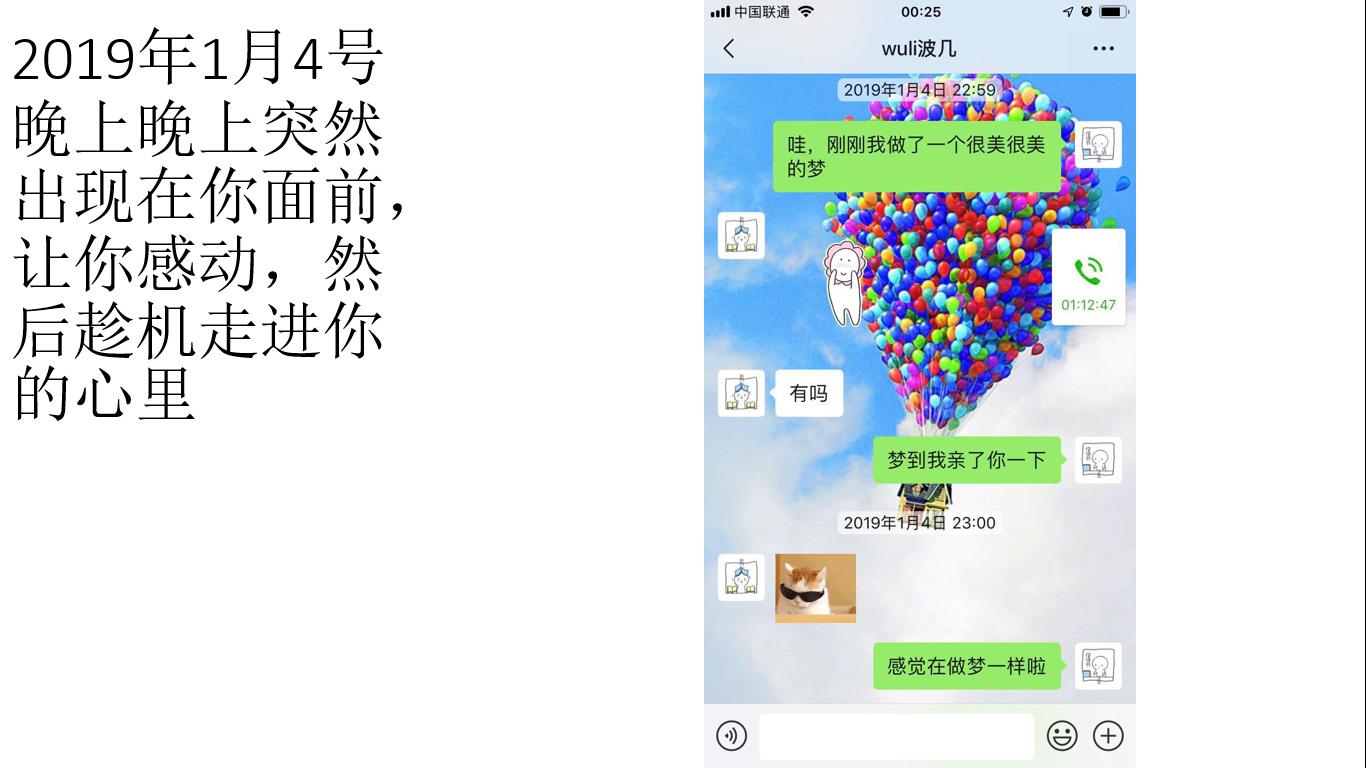 2019年1月4号
晚上晚上突然
出现在你面前，
让你感动，然
后趁机走进你
的心里
中国联通
00:25
wuli波几
2019年1月4日 22:59
哇，刚刚我做了一个很美很美
的梦
01:12:47
有吗
梦到我亲了你一下
2019年1月4日 23:00
感觉在做梦一样啦